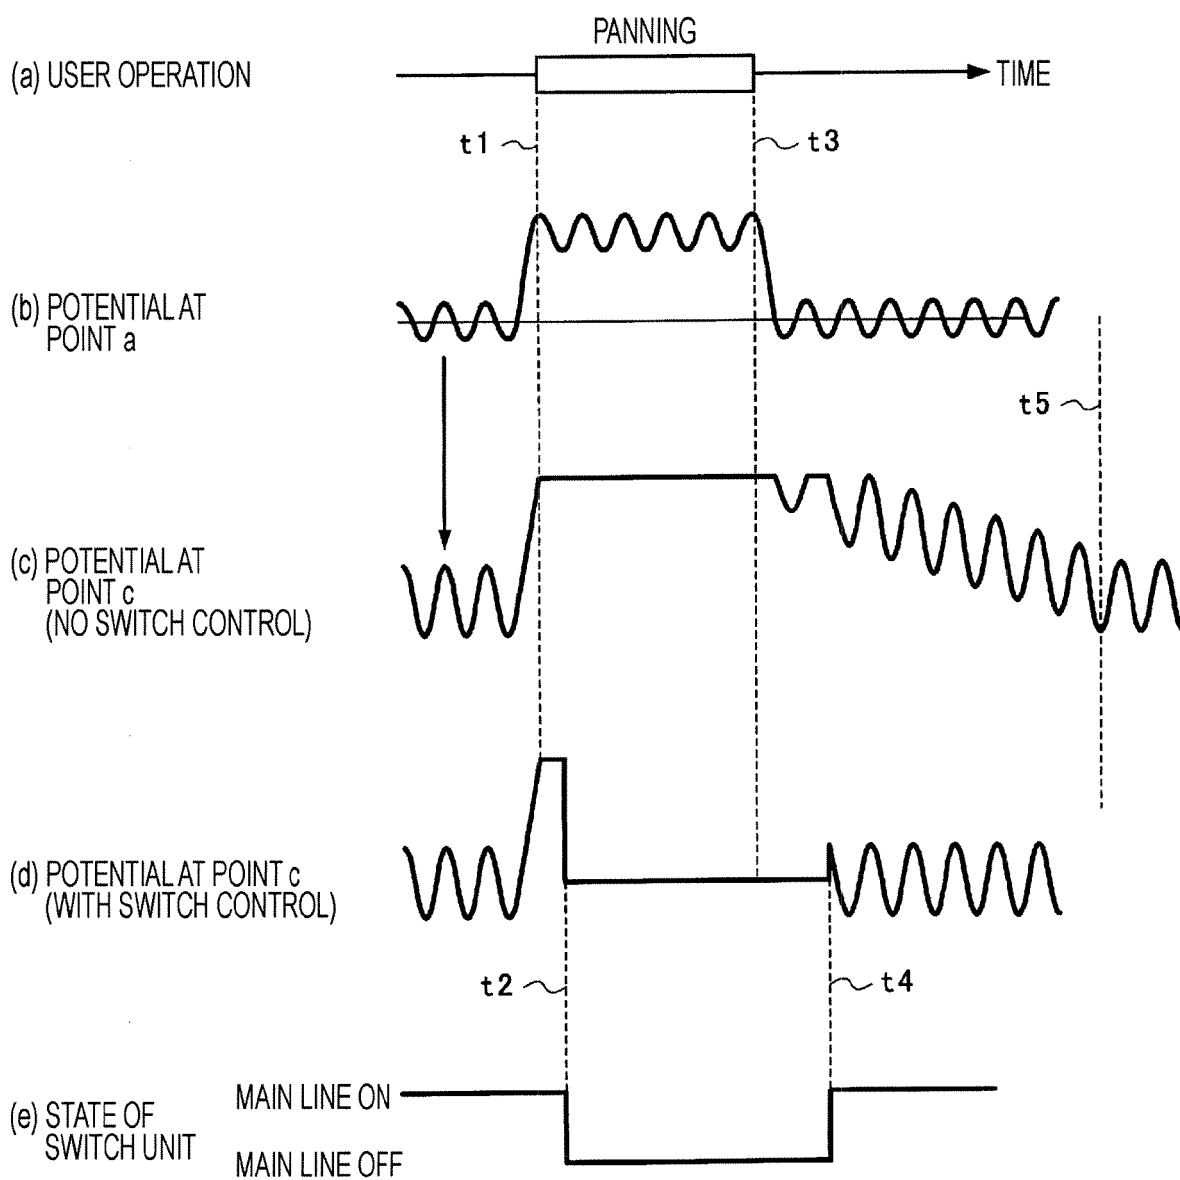 PANNING
(a) USER OPERATION
TIME
t1
t3
(b) POTENTIAL AT
POINT a
t5
(c) POTENTIAL AT
POINT c
(NO SWITCH CONTROL)
(d) POTENTIAL AT POINT c
(WITH SWITCH CONTROL)
t2
t4
MAIN LINE ON
(e) STATE OF
SWITCH UNIT
MAIN LINE OFF